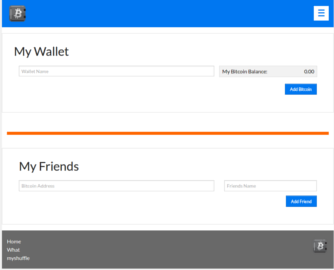 My Wallet
Wallet Name
My Bitcoin Balance: 0.00
Add Bitcoin
My Friends
Bitcoin Address
Friends Name
Add Friend
Home
What
myshuffle